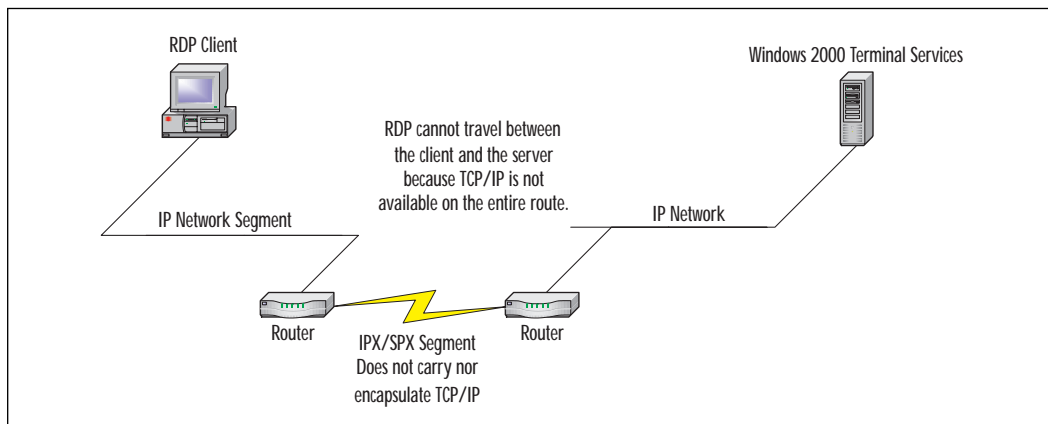 RDP Client
Windows 2000 Terminal Services
RDP cannot travel between
the client and the server
because TCP/IP is not
available on the entire route.
IP Network Segment
IP Network
Router
Router
IPX/SPX Segment
Does not carry nor
encapsulate TCP/IP